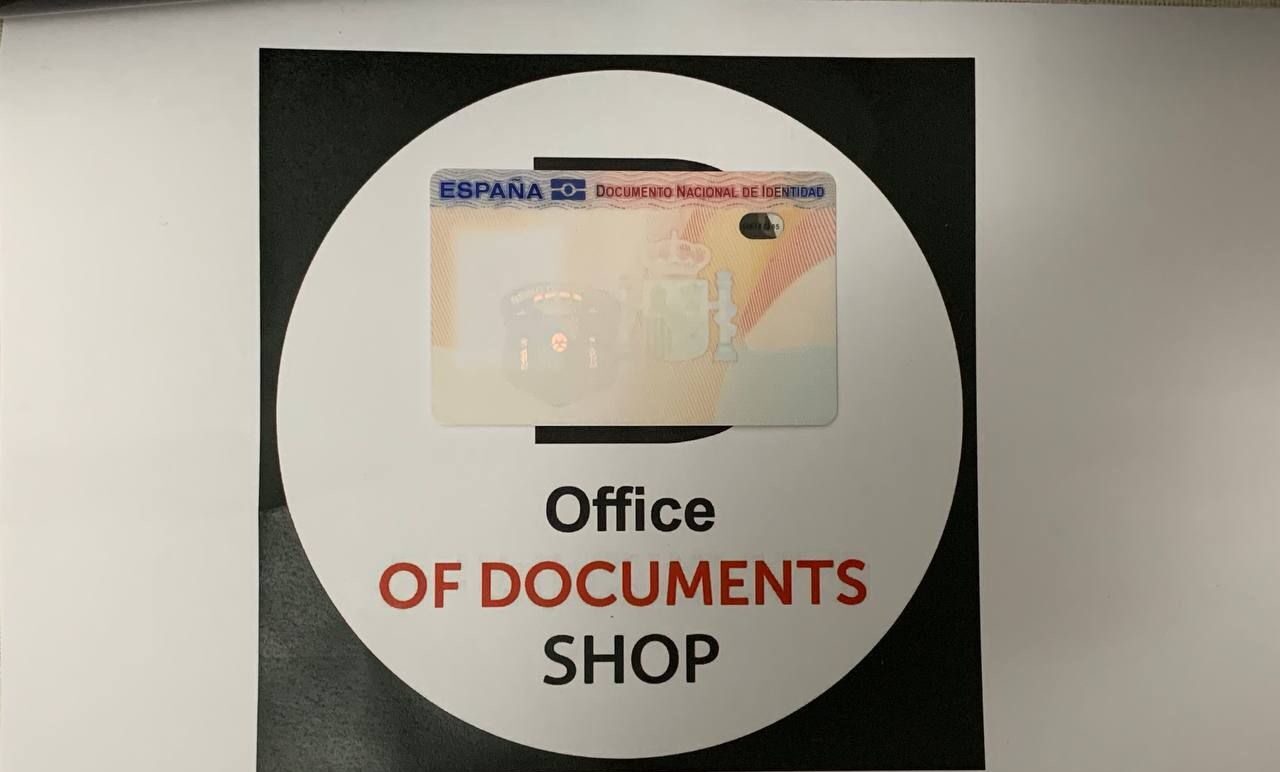 ESPAÑA DOCUMENTO NACIONAL DE IDENTIDAD
Office
OF DOCUMENTS
SHOP